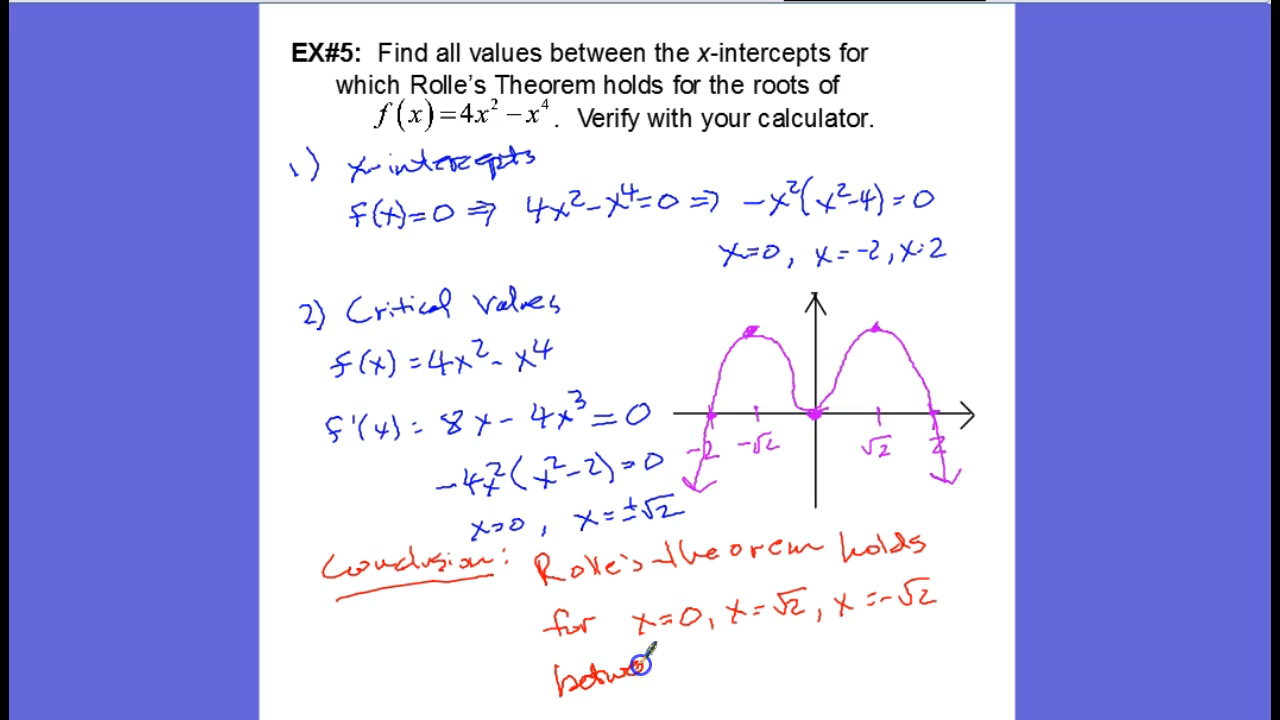 EX#5: Find all values between the x-intercepts for
which Rolle's Theorem holds for the roots of
f(x)=4x² − x⁴. Verify with your calculator.
1) x-intercepts
f(x)=0 ⇒ 4x²−x⁴=0 ⇒ −x²(x²−4)=0
x=0, x=−2, x=2
2) Critical Values
f(x)=4x²−x⁴
f'(x)=8x−4x³=0
−4x²(x²−2)=0
x=0, x=±√2
−2 −√2 √2 2
Conclusion: Rolle's Theorem holds
for x=0, x=√2, x=−√2
betwee